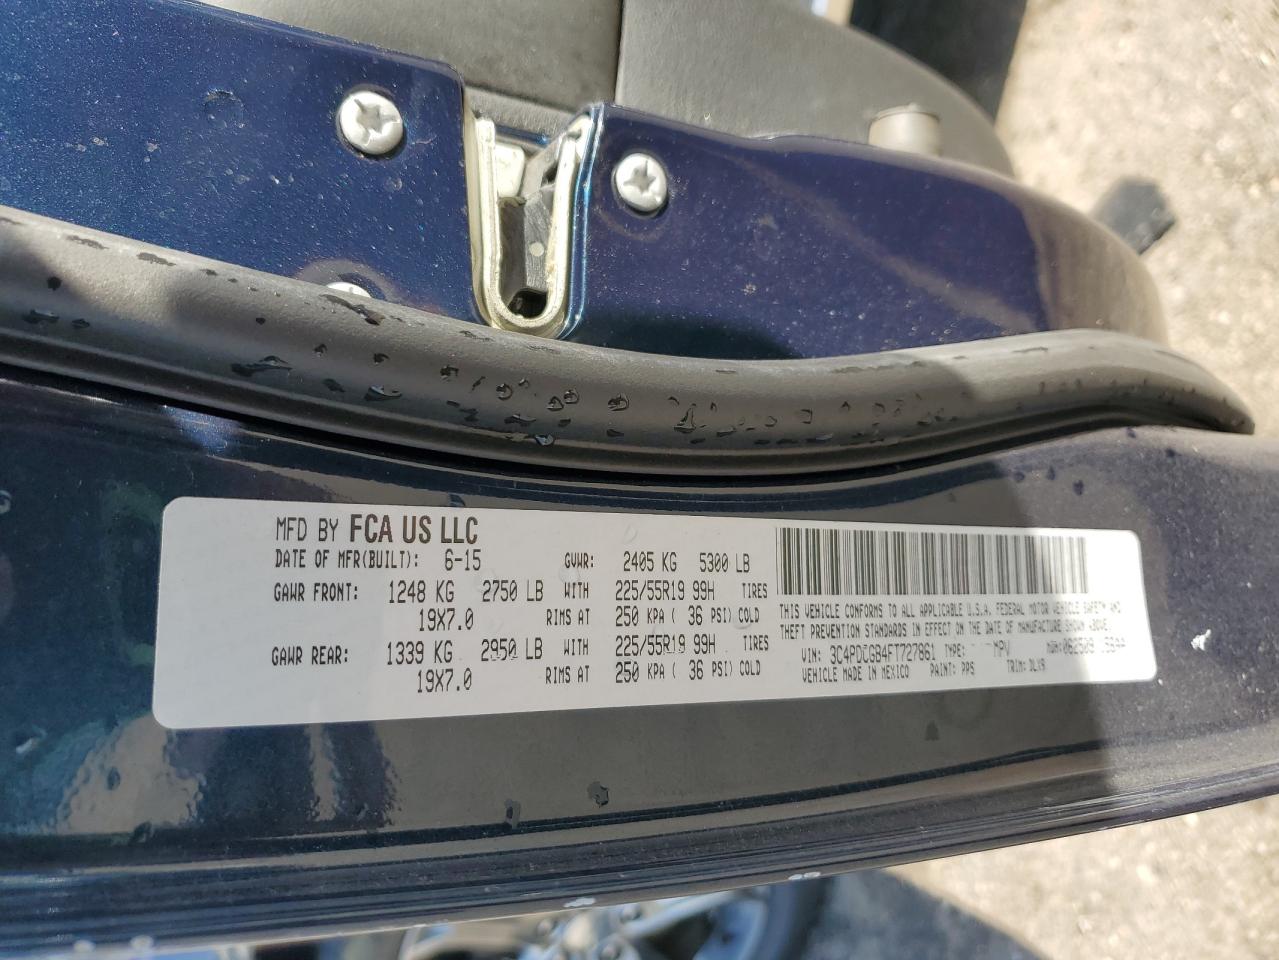 MFD BY FCA US LLC
DATE OF MFR(BUILT): 6-15 GVWR: 2405 KG 5300 LB
GAWR FRONT: 1248 KG 2750 LB WITH 225/55R19 99H TIRES
19X7.0 RIMS AT 250 KPA ( 36 PSI) COLD
GAWR REAR: 1339 KG 2950 LB WITH 225/55R19 99H TIRES
19X7.0 RIMS AT 250 KPA ( 36 PSI) COLD
THIS VEHICLE CONFORMS TO ALL APPLICABLE U.S.A. FEDERAL MOTOR VEHICLE SAFETY AND
THEFT PREVENTION STANDARDS IN EFFECT ON THE DATE OF MANUFACTURE SHOWN ABOVE.
VIN: 3C4PDCGB4FT727861 TYPE: MPV MDH:
VEHICLE MADE IN MEXICO PAINT: PPS TRIM: DLX9